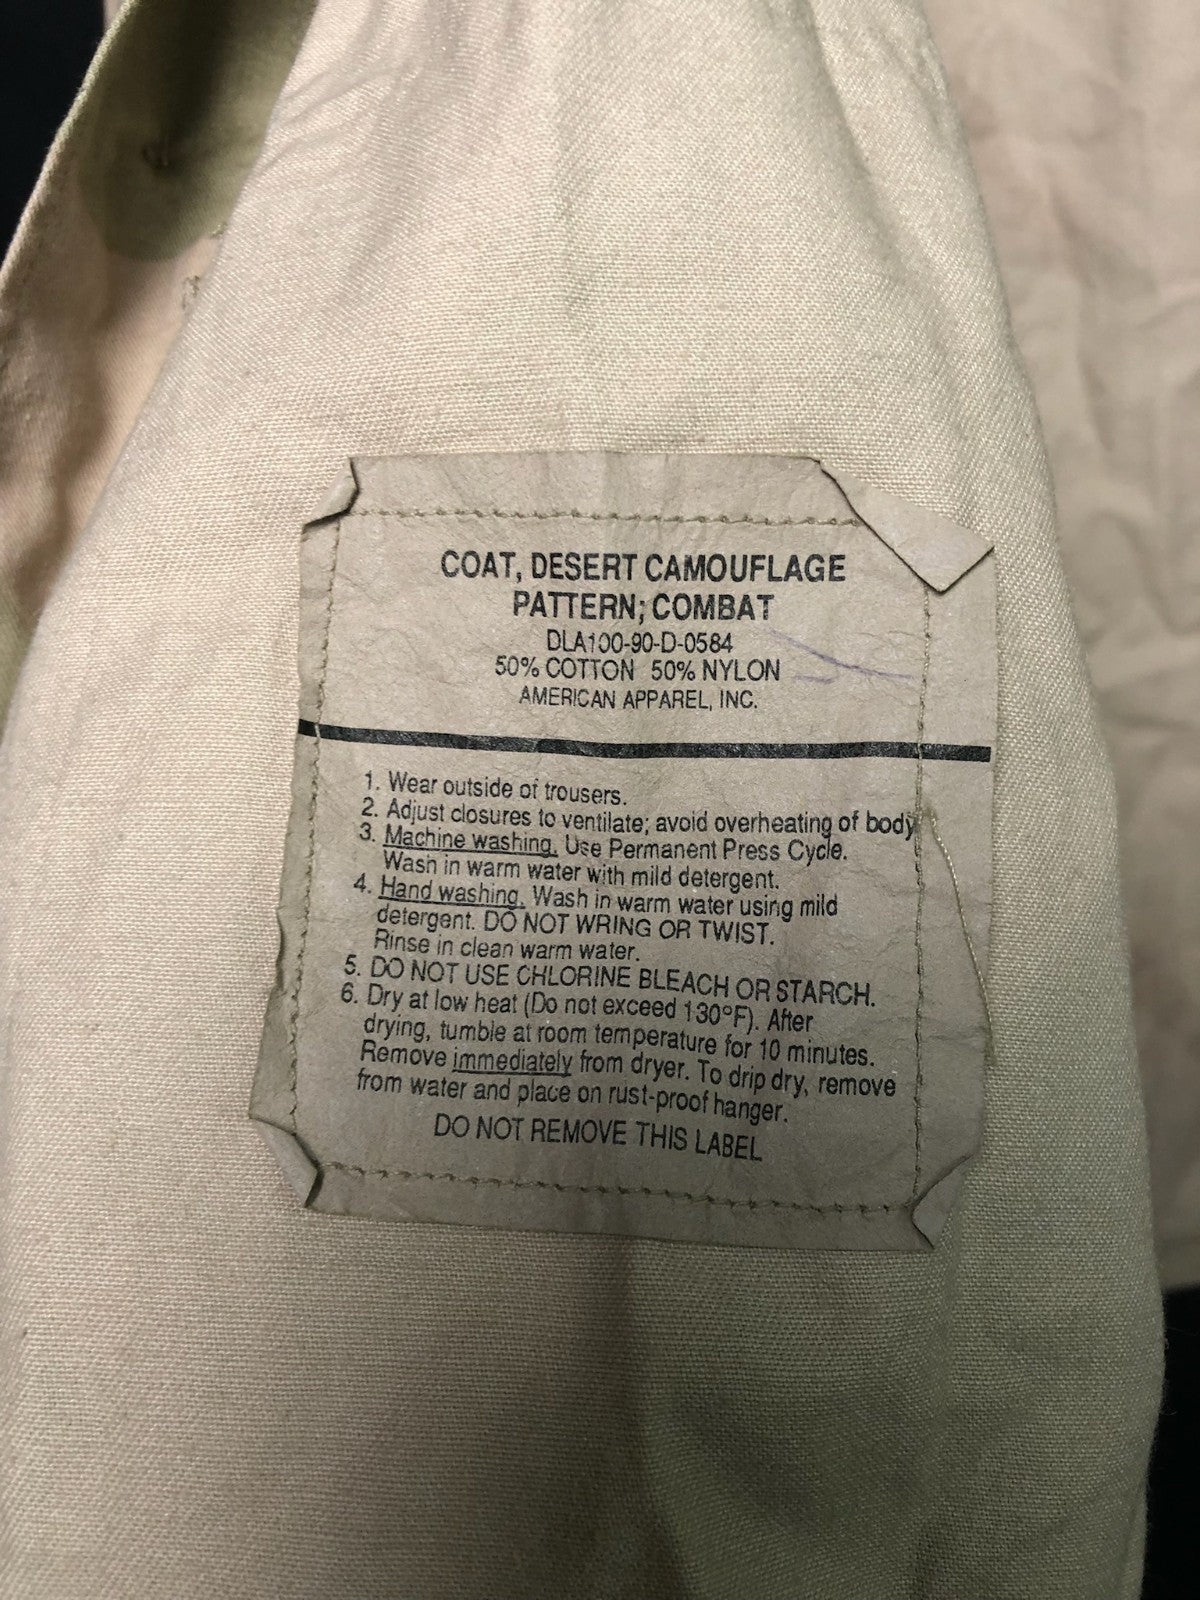 COAT, DESERT CAMOUFLAGE
PATTERN; COMBAT
DLA100-90-D-0584
50% COTTON 50% NYLON
AMERICAN APPAREL, INC.
1. Wear outside of trousers.
2. Adjust closures to ventilate; avoid overheating of body
3. Machine washing. Use Permanent Press Cycle.
Wash in warm water with mild detergent.
4. Hand washing. Wash in warm water using mild
detergent. DO NOT WRING OR TWIST.
Rinse in clean warm water.
5. DO NOT USE CHLORINE BLEACH OR STARCH.
6. Dry at low heat (Do not exceed 130°F). After
drying, tumble at room temperature for 10 minutes.
Remove immediately from dryer. To drip dry, remove
from water and place on rust-proof hanger.
DO NOT REMOVE THIS LABEL